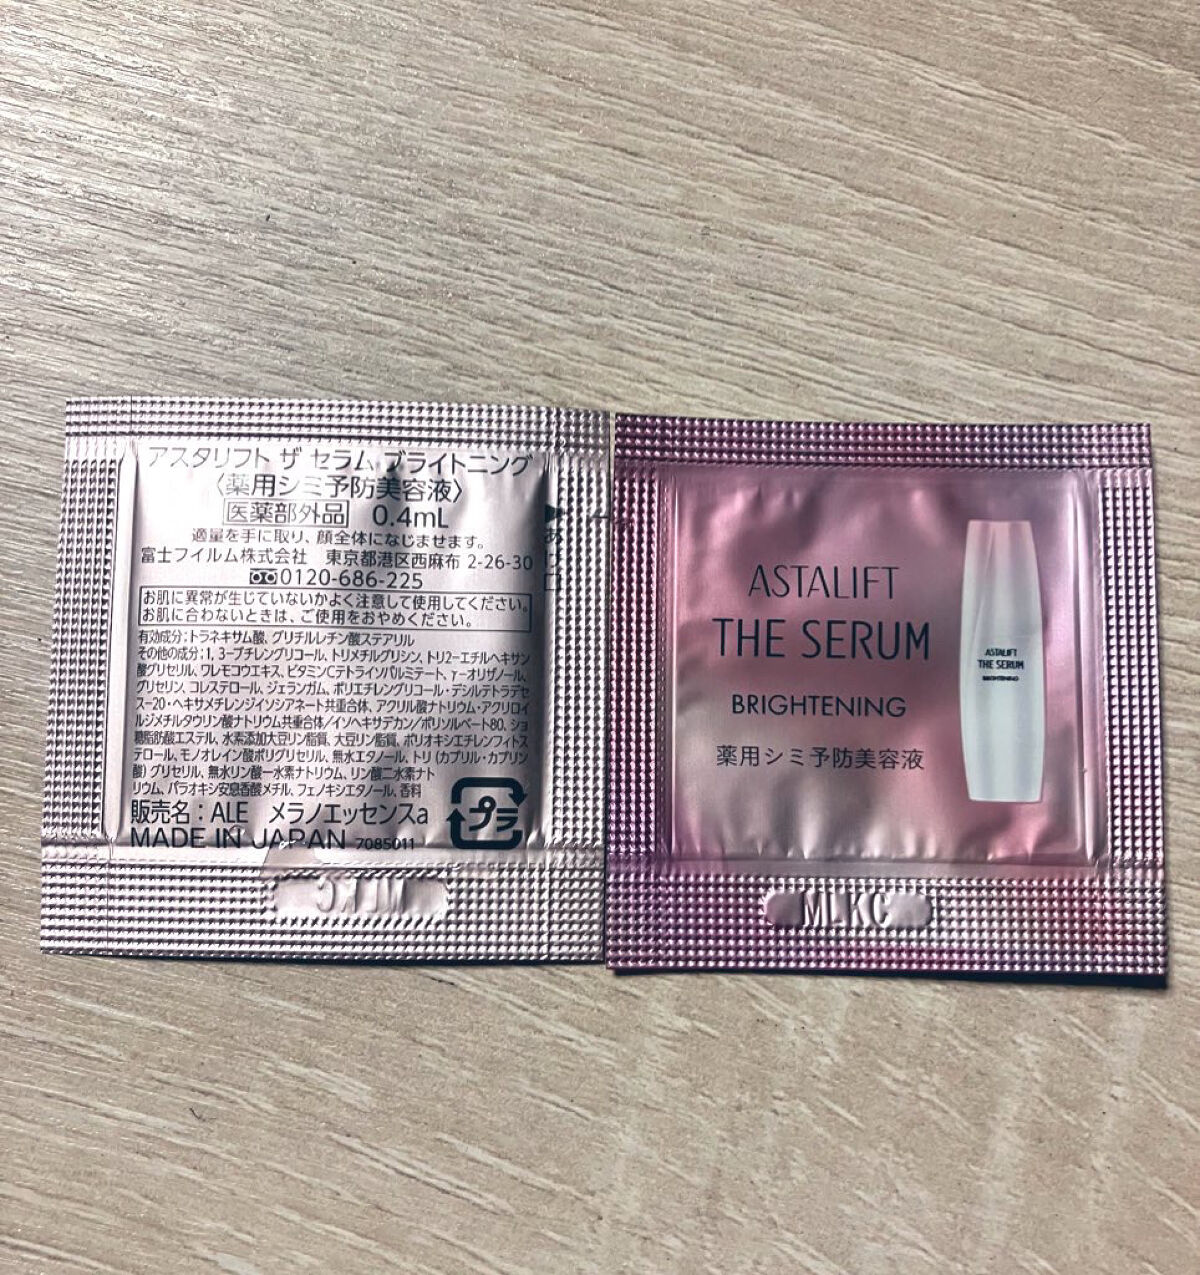 アスタリフト ザ セラム ブライトニング
〈薬用シミ予防美容液〉
医薬部外品 0.4mL
適量を手に取り、顔全体になじませます。
富士フイルム株式会社 東京都港区西麻布 2-26-30
0120-686-225
お肌に異常が生じていないかよく注意して使用してください。
お肌に合わないときは、ご使用をおやめください。
有効成分：トラネキサム酸、グリチルレチン酸ステアリル
その他の成分：1, 3-ブチレングリコール、トリメチルグリシン、トリ2-エチルヘキサン
酸グリセリル、ワレモコウエキス、ビタミンCテトライソパルミテート、γ-オリザノール、
グリセリン、コレステロール、ジェランガム、ポリエチレングリコール・デシルテトラデセ
ス-20・ヘキサメチレンジイソシアネート共重合体、アクリル酸ナトリウム・アクリロイ
ルジメチルタウリン酸ナトリウム共重合体/イソヘキサデカン/ポリソルベート80、ショ
糖脂肪酸エステル、水素添加大豆リン脂質、大豆リン脂質、ポリオキシエチレンフィトス
テロール、モノオレイン酸ポリグリセリル、無水エタノール、トリ（カプリル・カプリン
酸）グリセリル、無水リン酸一水素ナトリウム、リン酸二水素ナト
リウム、パラオキシ安息香酸メチル、フェノキシエタノール、香料
販売名：ALE メラノエッセンスa
MADE IN JAPAN 7085011
プラ
▶あけ口
MLKC
ASTALIFT
THE SERUM
BRIGHTENING
薬用シミ予防美容液
ASTALIFT
THE SERUM
BRIGHTENING
MLKC